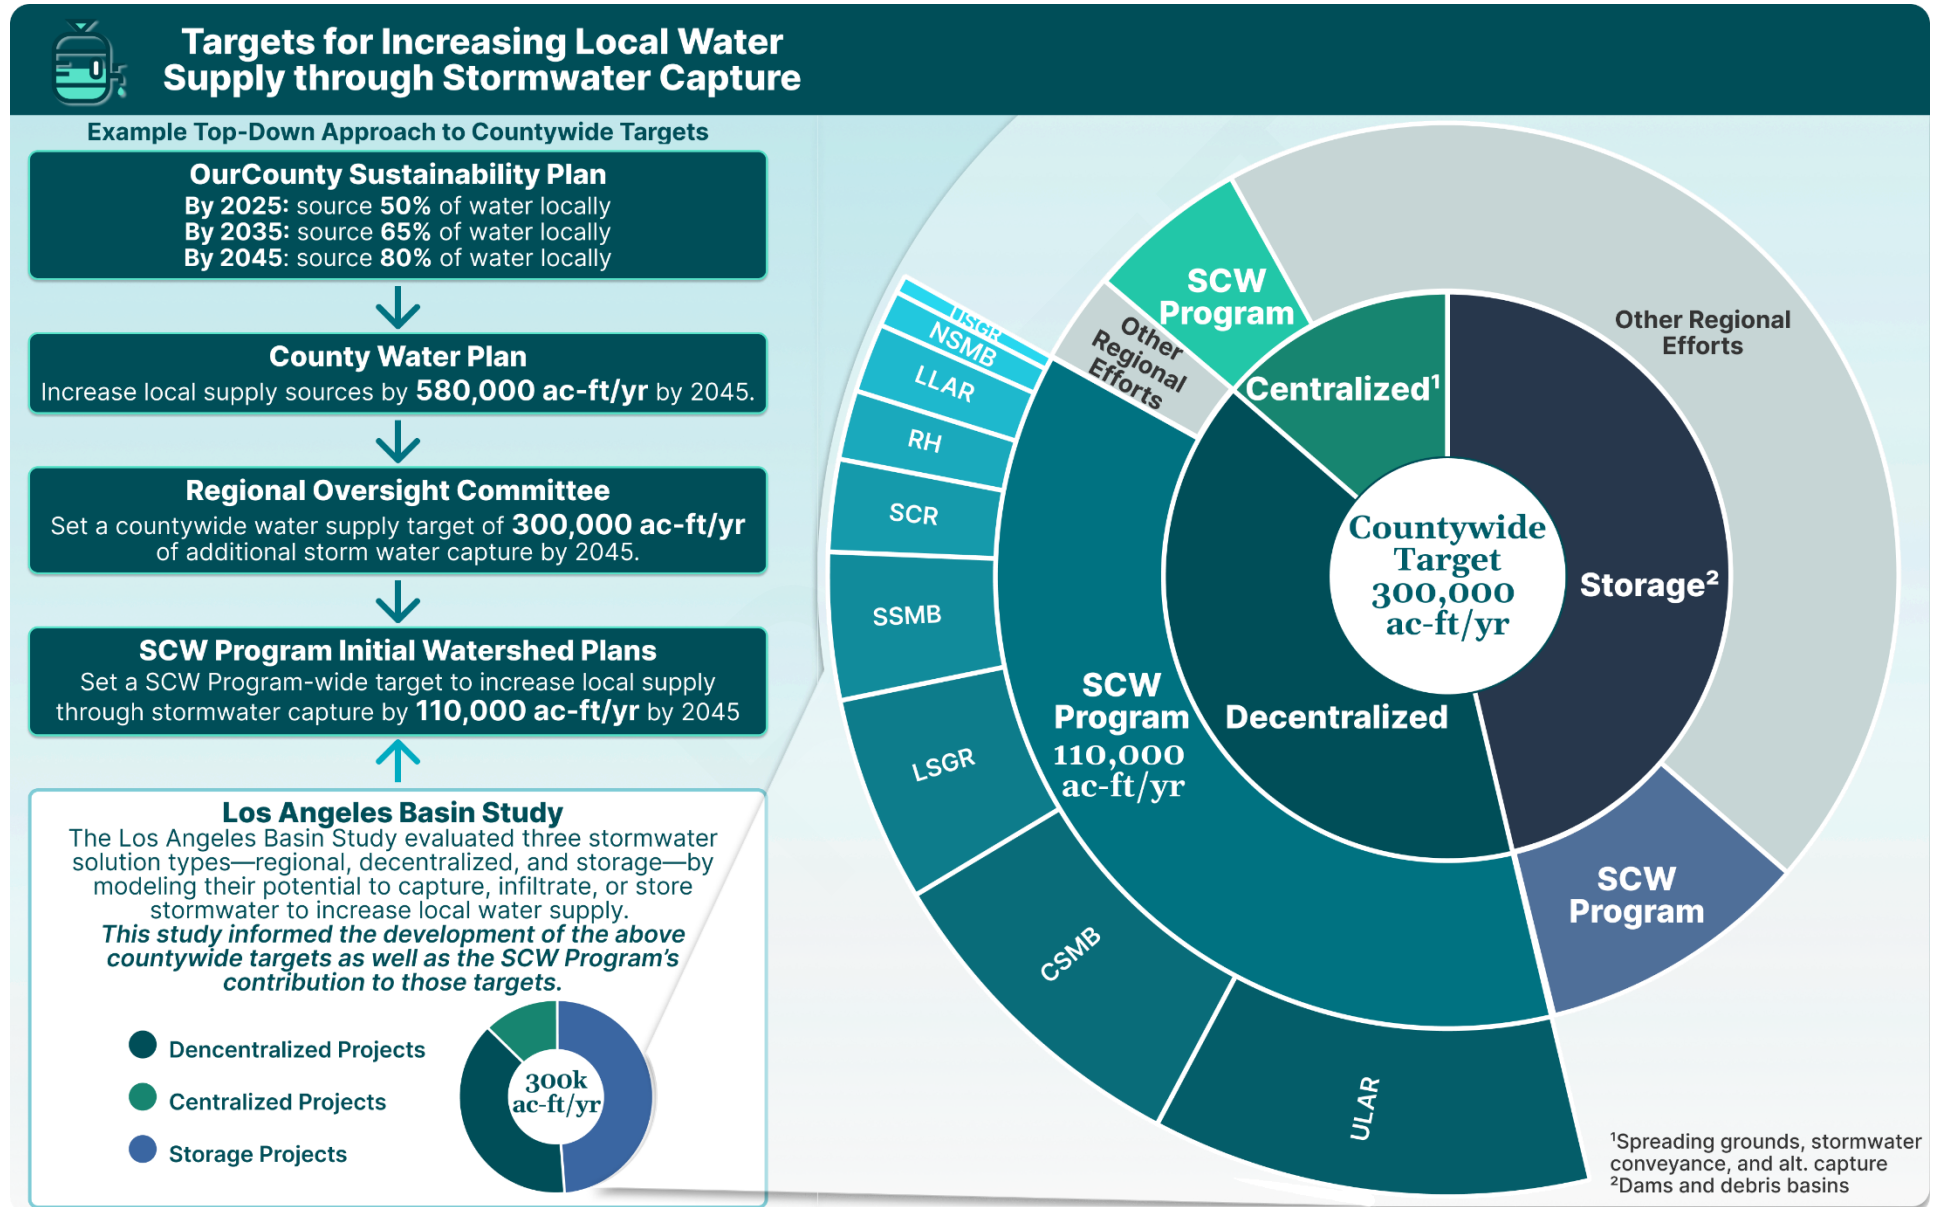 Targets for Increasing Local Water
Supply through Stormwater Capture
Example Top-Down Approach to Countywide Targets
OurCounty Sustainability Plan
By 2025: source 50% of water locally
By 2035: source 65% of water locally
By 2045: source 80% of water locally
County Water Plan
Increase local supply sources by 580,000 ac-ft/yr by 2045.
Regional Oversight Committee
Set a countywide water supply target of 300,000 ac-ft/yr
of additional storm water capture by 2045.
SCW Program Initial Watershed Plans
Set a SCW Program-wide target to increase local supply
through stormwater capture by 110,000 ac-ft/yr by 2045
Los Angeles Basin Study
The Los Angeles Basin Study evaluated three stormwater
solution types—regional, decentralized, and storage—by
modeling their potential to capture, infiltrate, or store
stormwater to increase local water supply.
This study informed the development of the above
countywide targets as well as the SCW Program's
contribution to those targets.
Dencentralized Projects
Centralized Projects
Storage Projects
300k
ac-ft/yr
Countywide
Target
300,000
ac-ft/yr
Centralized¹
Storage²
Decentralized
Other Regional
Efforts
SCW
Program
Other
Regional
Efforts
SCW
Program
110,000
ac-ft/yr
SCW
Program
USGR
NSMB
LLAR
RH
SCR
SSMB
LSGR
CSMB
ULAR
¹Spreading grounds, stormwater
conveyance, and alt. capture
²Dams and debris basins